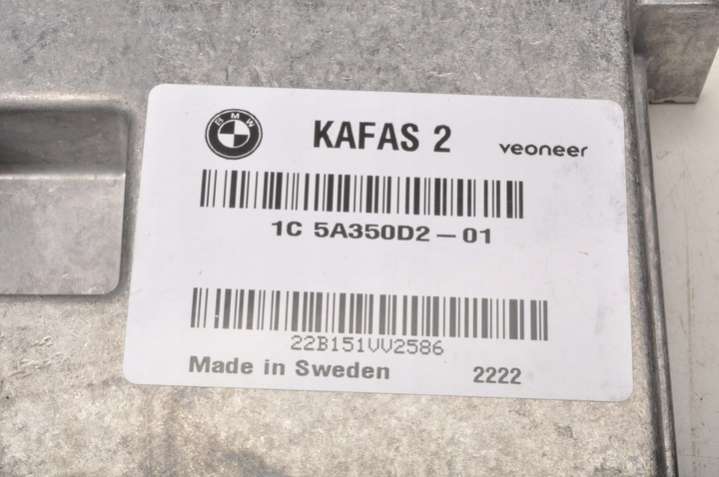 BMW KAFAS 2 veoneer
1C 5A350D2-01
22B151VV2586
Made in Sweden 2222